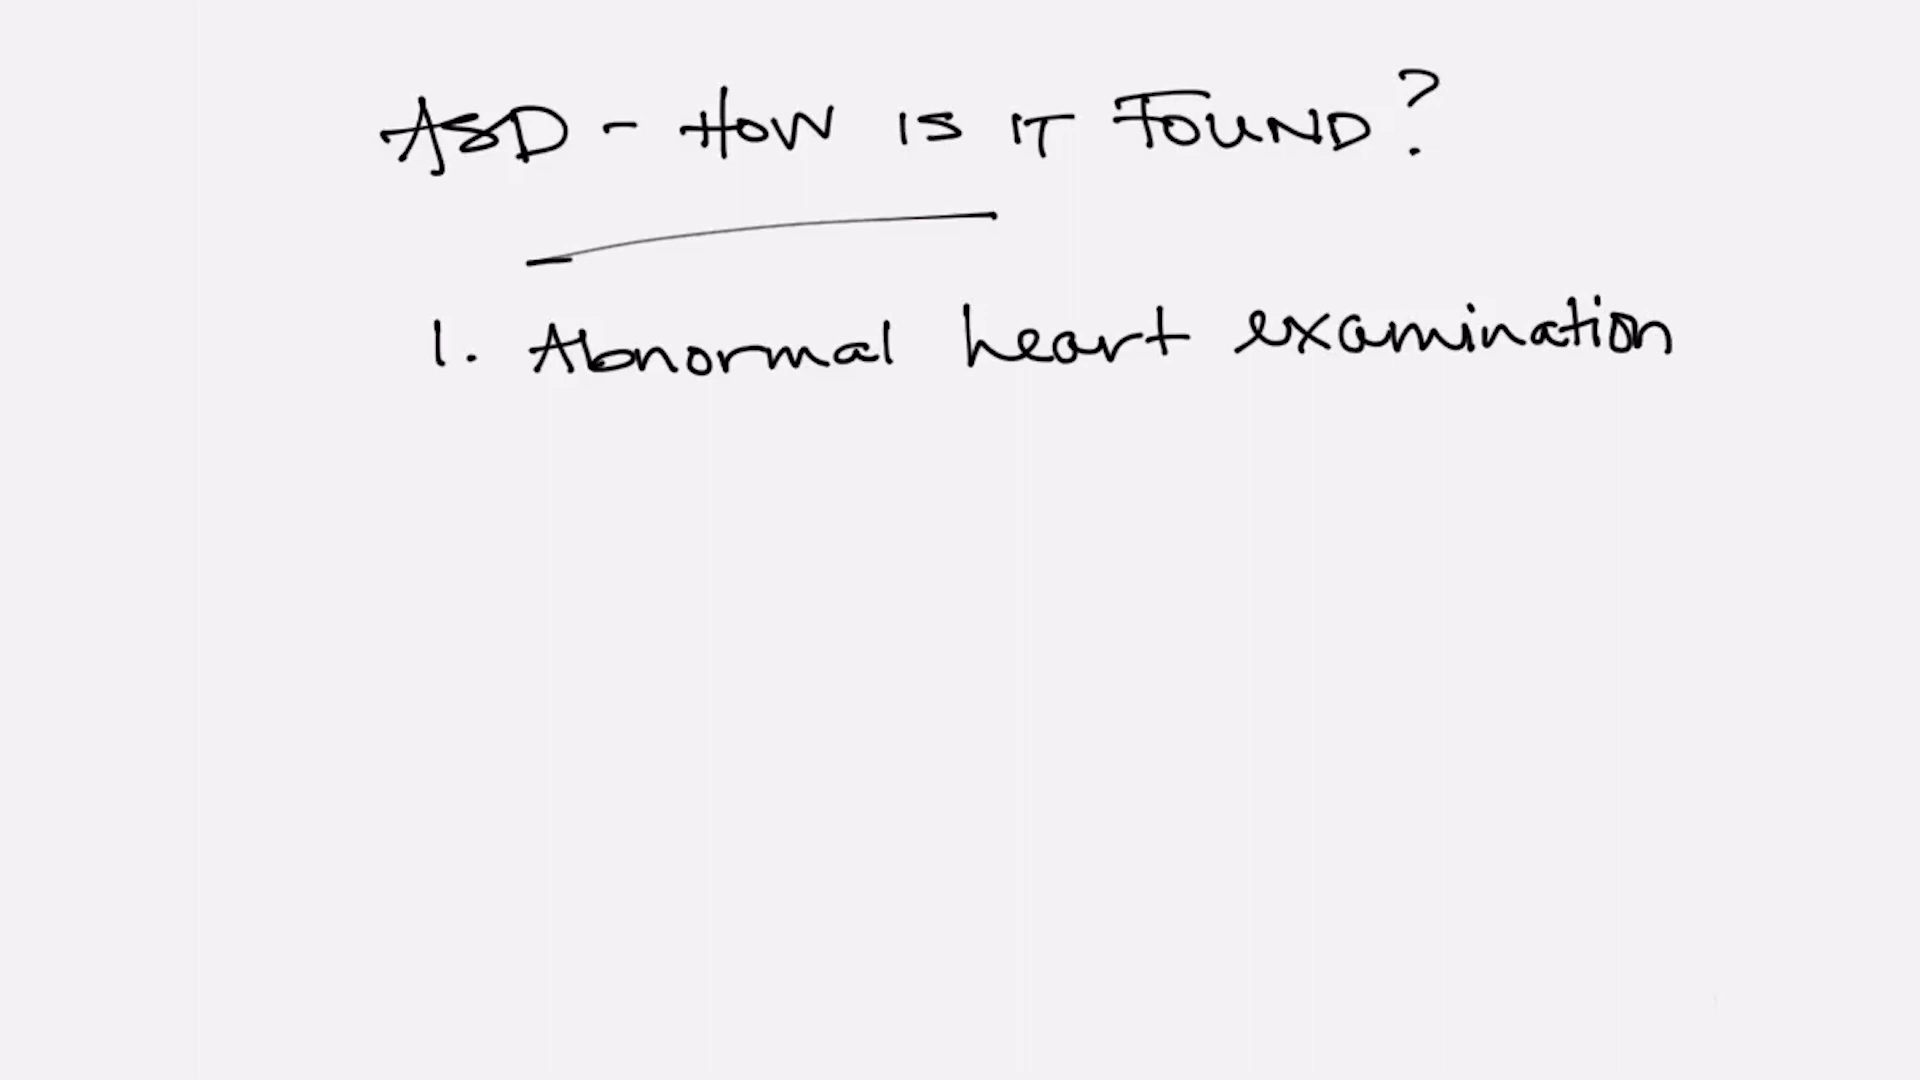 ASD - HOW IS IT FOUND?
1. Abnormal heart examination